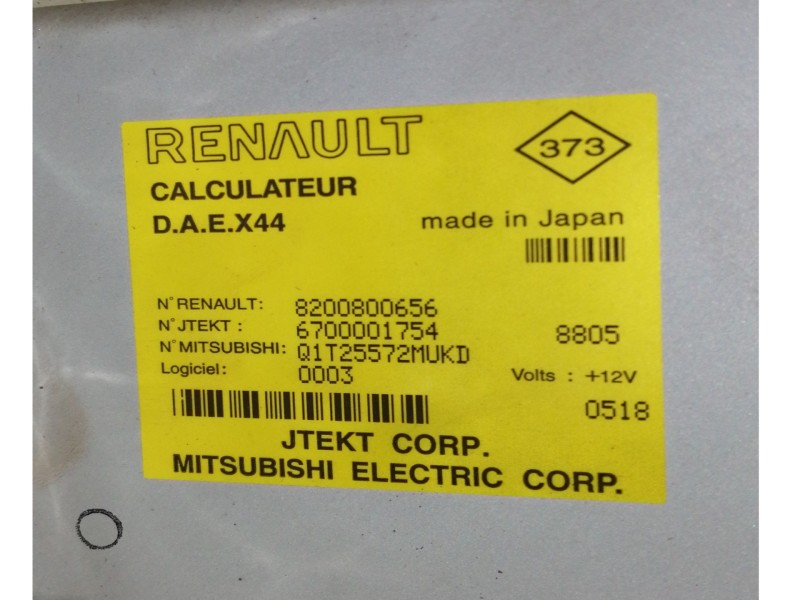 RENAULT
373
CALCULATEUR
D.A.E.X44
made in Japan
N° RENAULT: 8200800656
N° JTEKT : 6700001754 8805
N° MITSUBISHI: Q1T25572MUKD
Logiciel: 0003 Volts : +12V
0518
JTEKT CORP.
MITSUBISHI ELECTRIC CORP.